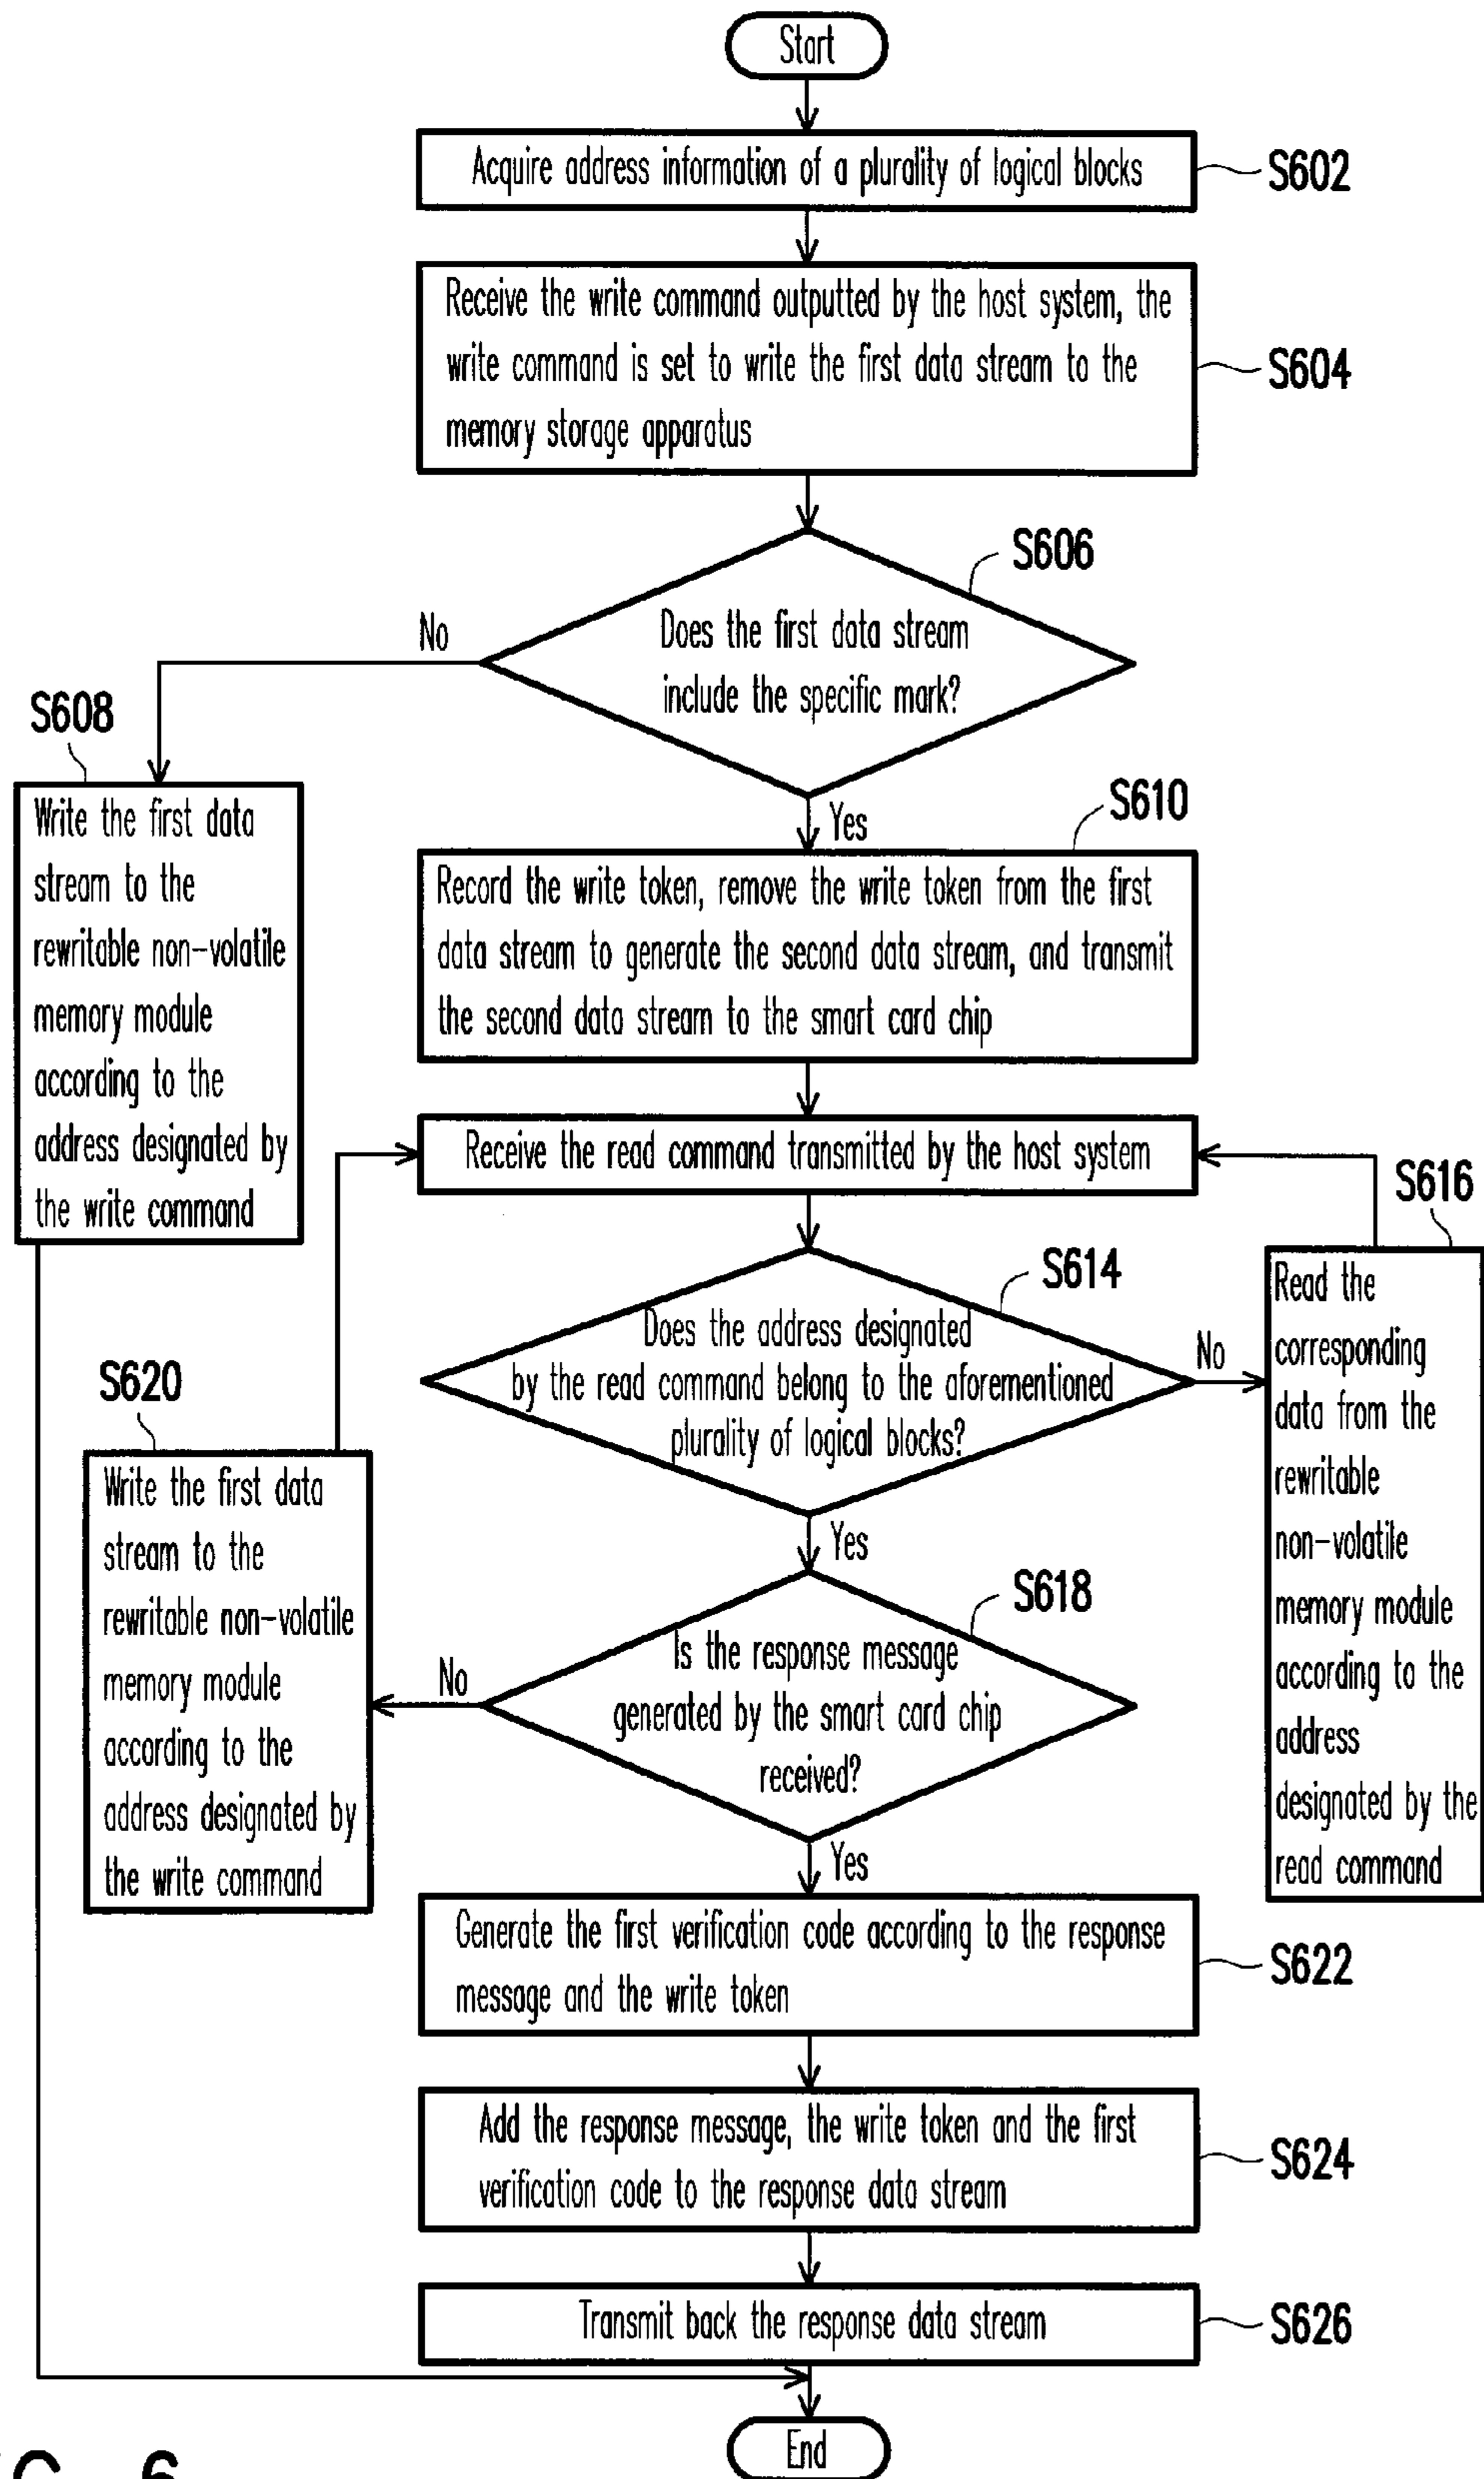 Start
Acquire address information of a plurality of logical blocks
S602
Receive the write command outputted by the host system, the
write command is set to write the first data stream to the
memory storage apparatus
S604
S606
Does the first data stream
include the specific mark?
No
Yes
S608
Write the first data
stream to the
rewritable non-volatile
memory module
according to the
address designated by
the write command
S610
Record the write token, remove the write token from the first
data stream to generate the second data stream, and transmit
the second data stream to the smart card chip
Receive the read command transmitted by the host system
S614
Does the address designated
by the read command belong to the aforementioned
plurality of logical blocks?
No
Yes
S616
Read the
corresponding
data from the
rewritable
non-volatile
memory module
according to the
address
designated by the
read command
S618
Is the response message
generated by the smart card chip
received?
No
Yes
S620
Write the first data
stream to the
rewritable non-volatile
memory module
according to the
address designated by
the write command
Generate the first verification code according to the response
message and the write token
S622
Add the response message, the write token and the first
verification code to the response data stream
S624
Transmit back the response data stream
S626
End
6